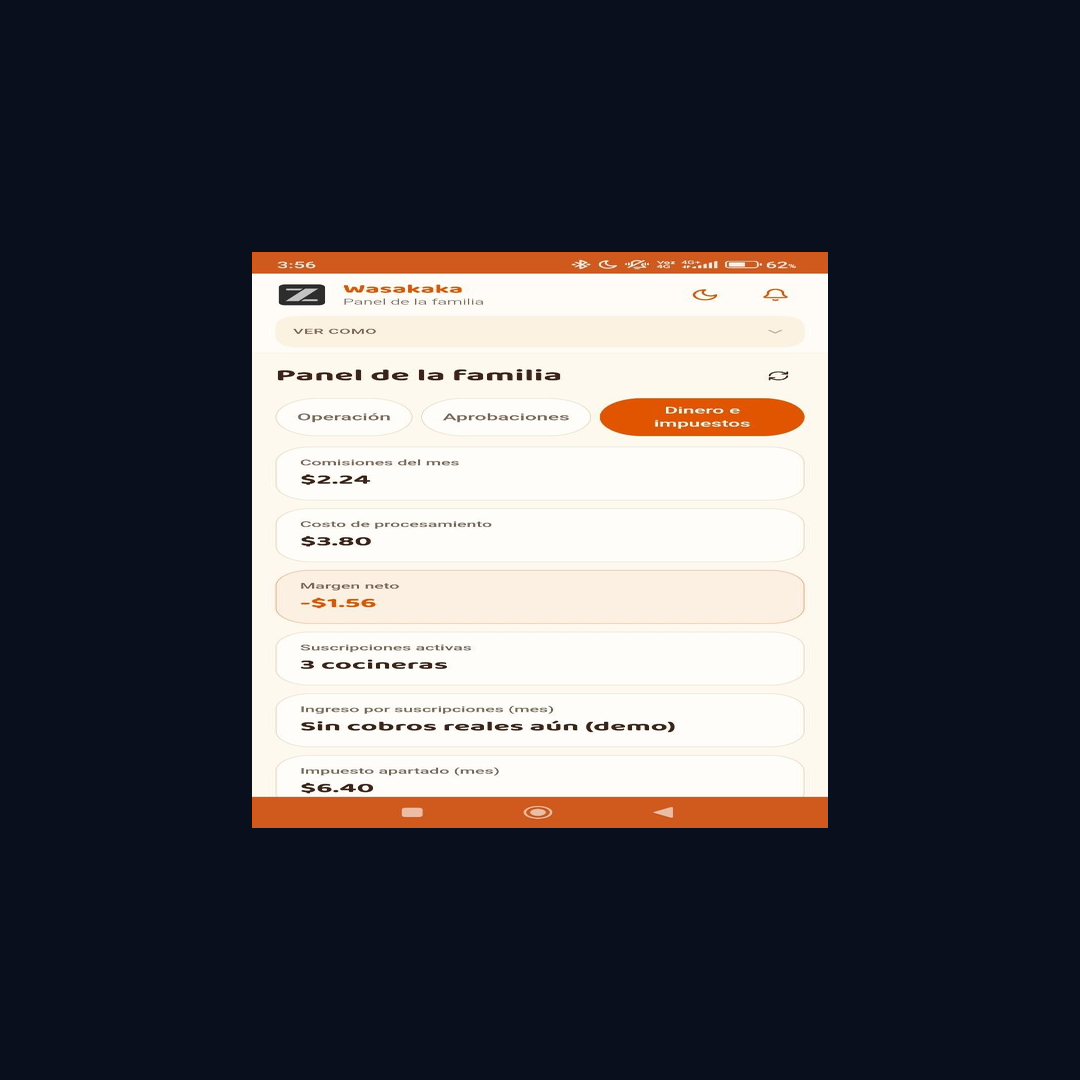 3:56
62%
Wasakaka
Panel de la familia
VER COMO
Panel de la familia
Operación
Aprobaciones
Dinero e
impuestos
Comisiones del mes
$2.24
Costo de procesamiento
$3.80
Margen neto
-$1.56
Suscripciones activas
3 cocineras
Ingreso por suscripciones (mes)
Sin cobros reales aún (demo)
Impuesto apartado (mes)
$6.40